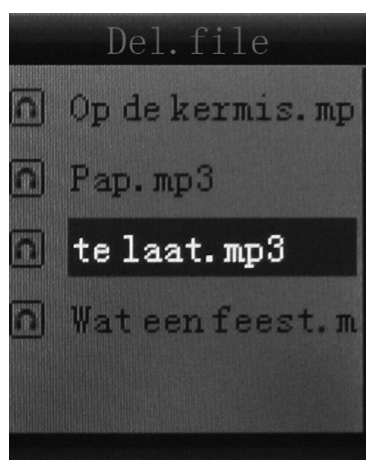 Del.file
Op de kermis.mp
Pap.mp3
te laat.mp3
Wat een feest.m